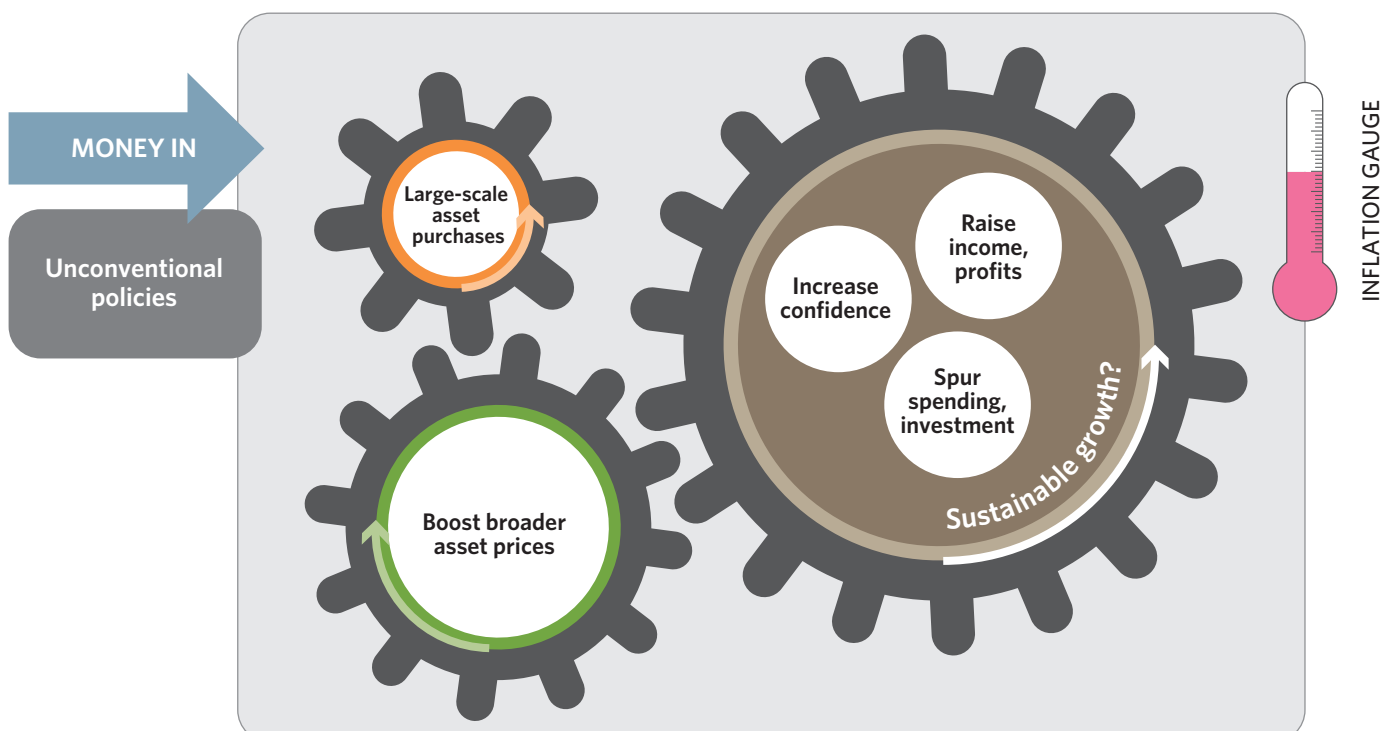 MONEY IN
Unconventional
policies
Large-scale
asset
purchases
Boost broader
asset prices
Increase
confidence
Raise
income,
profits
Spur
spending,
investment
Sustainable growth?
INFLATION GAUGE